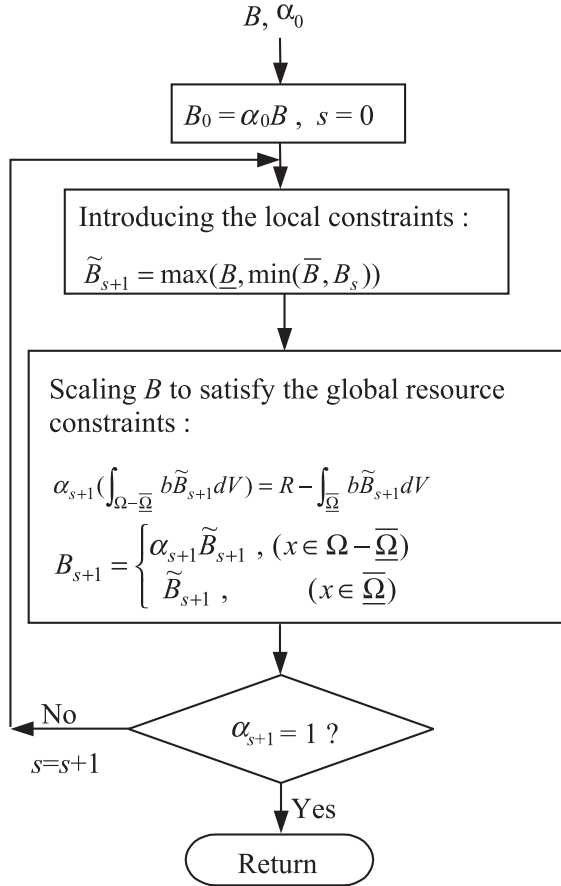 B, α₀
B₀ = α₀B , s = 0
Introducing the local constraints :
B̃ₛ₊₁ = max(B̲, min(B̅, Bₛ))
Scaling B to satisfy the global resource
constraints :
αₛ₊₁(∫_{Ω−Ω̲̅} bB̃ₛ₊₁dV) = R − ∫_{Ω̲̅} bB̃ₛ₊₁dV
Bₛ₊₁ = { αₛ₊₁B̃ₛ₊₁ , (x ∈ Ω − Ω̲̅)
B̃ₛ₊₁ , (x ∈ Ω̲̅)
αₛ₊₁ = 1 ?
No
s=s+1
Yes
Return